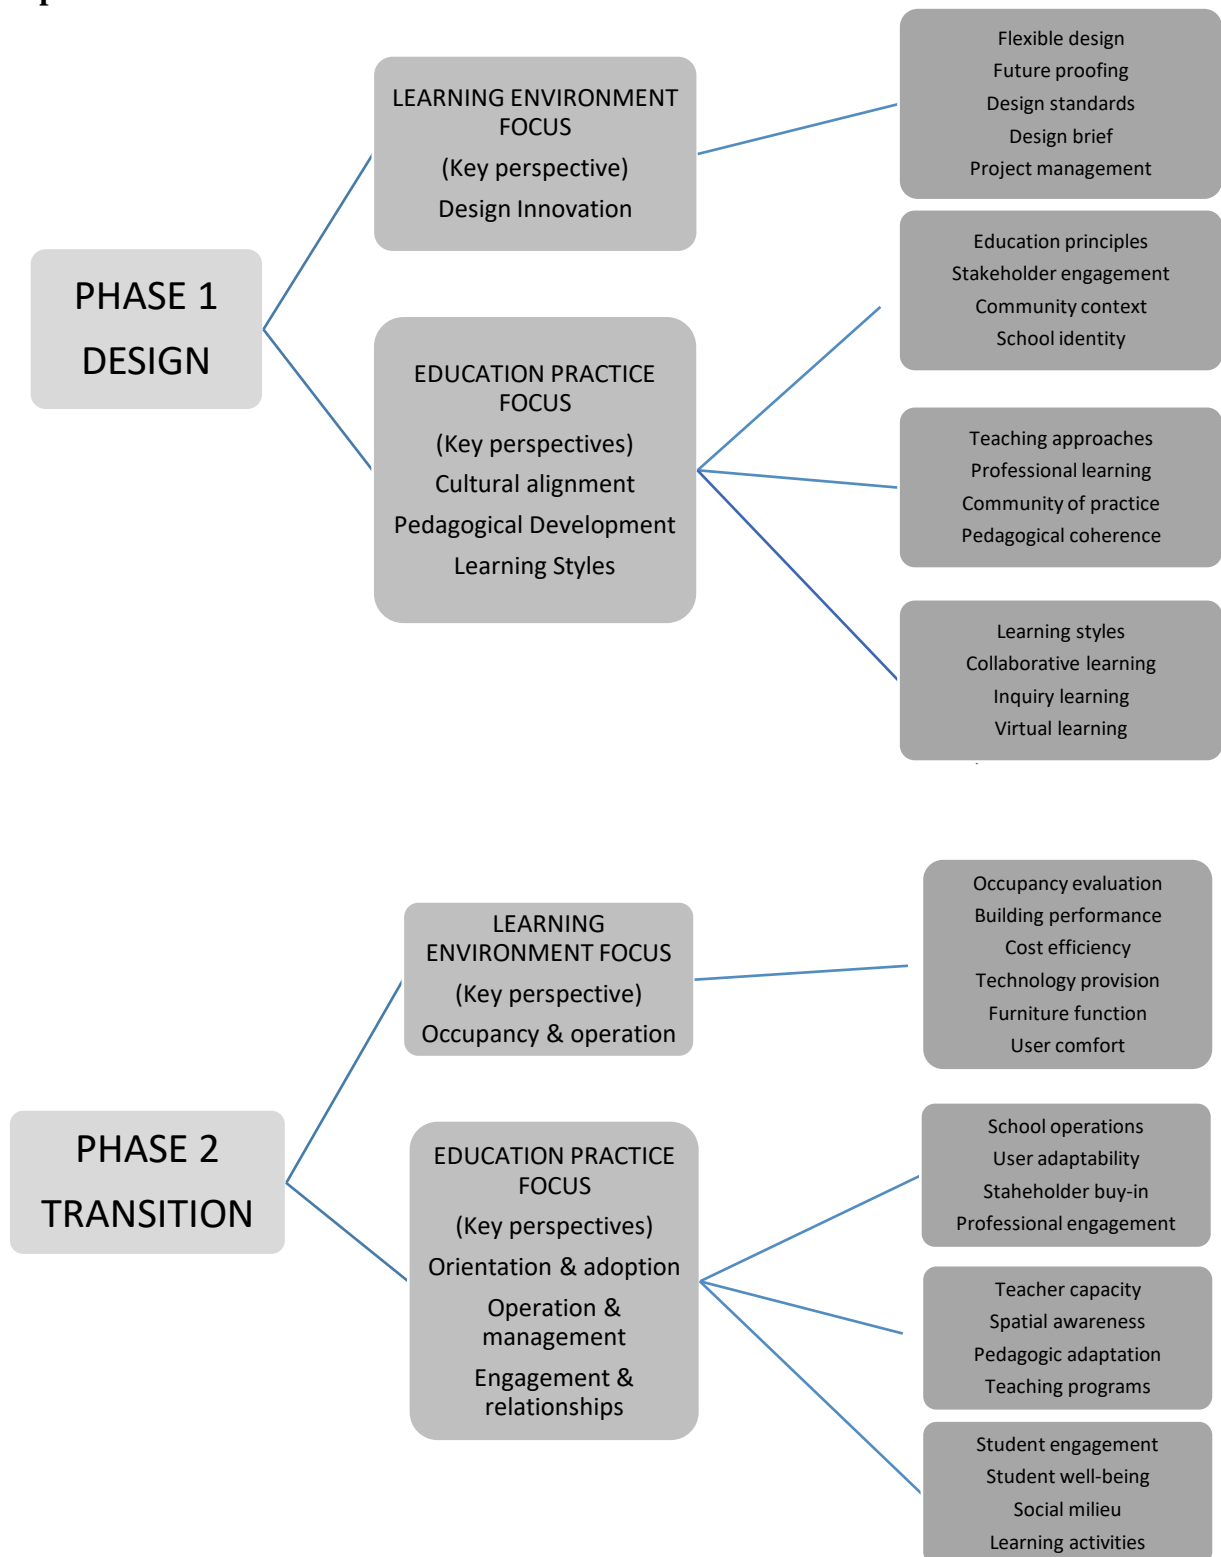 PHASE 1
DESIGN
LEARNING ENVIRONMENT
FOCUS
(Key perspective)
Design Innovation
Flexible design
Future proofing
Design standards
Design brief
Project management
EDUCATION PRACTICE
FOCUS
(Key perspectives)
Cultural alignment
Pedagogical Development
Learning Styles
Education principles
Stakeholder engagement
Community context
School identity
Teaching approaches
Professional learning
Community of practice
Pedagogical coherence
Learning styles
Collaborative learning
Inquiry learning
Virtual learning
PHASE 2
TRANSITION
LEARNING
ENVIRONMENT FOCUS
(Key perspective)
Occupancy & operation
Occupancy evaluation
Building performance
Cost efficiency
Technology provision
Furniture function
User comfort
EDUCATION PRACTICE
FOCUS
(Key perspectives)
Orientation & adoption
Operation &
management
Engagement &
relationships
School operations
User adaptability
Staheholder buy-in
Professional engagement
Teacher capacity
Spatial awareness
Pedagogic adaptation
Teaching programs
Student engagement
Student well-being
Social milieu
Learning activities